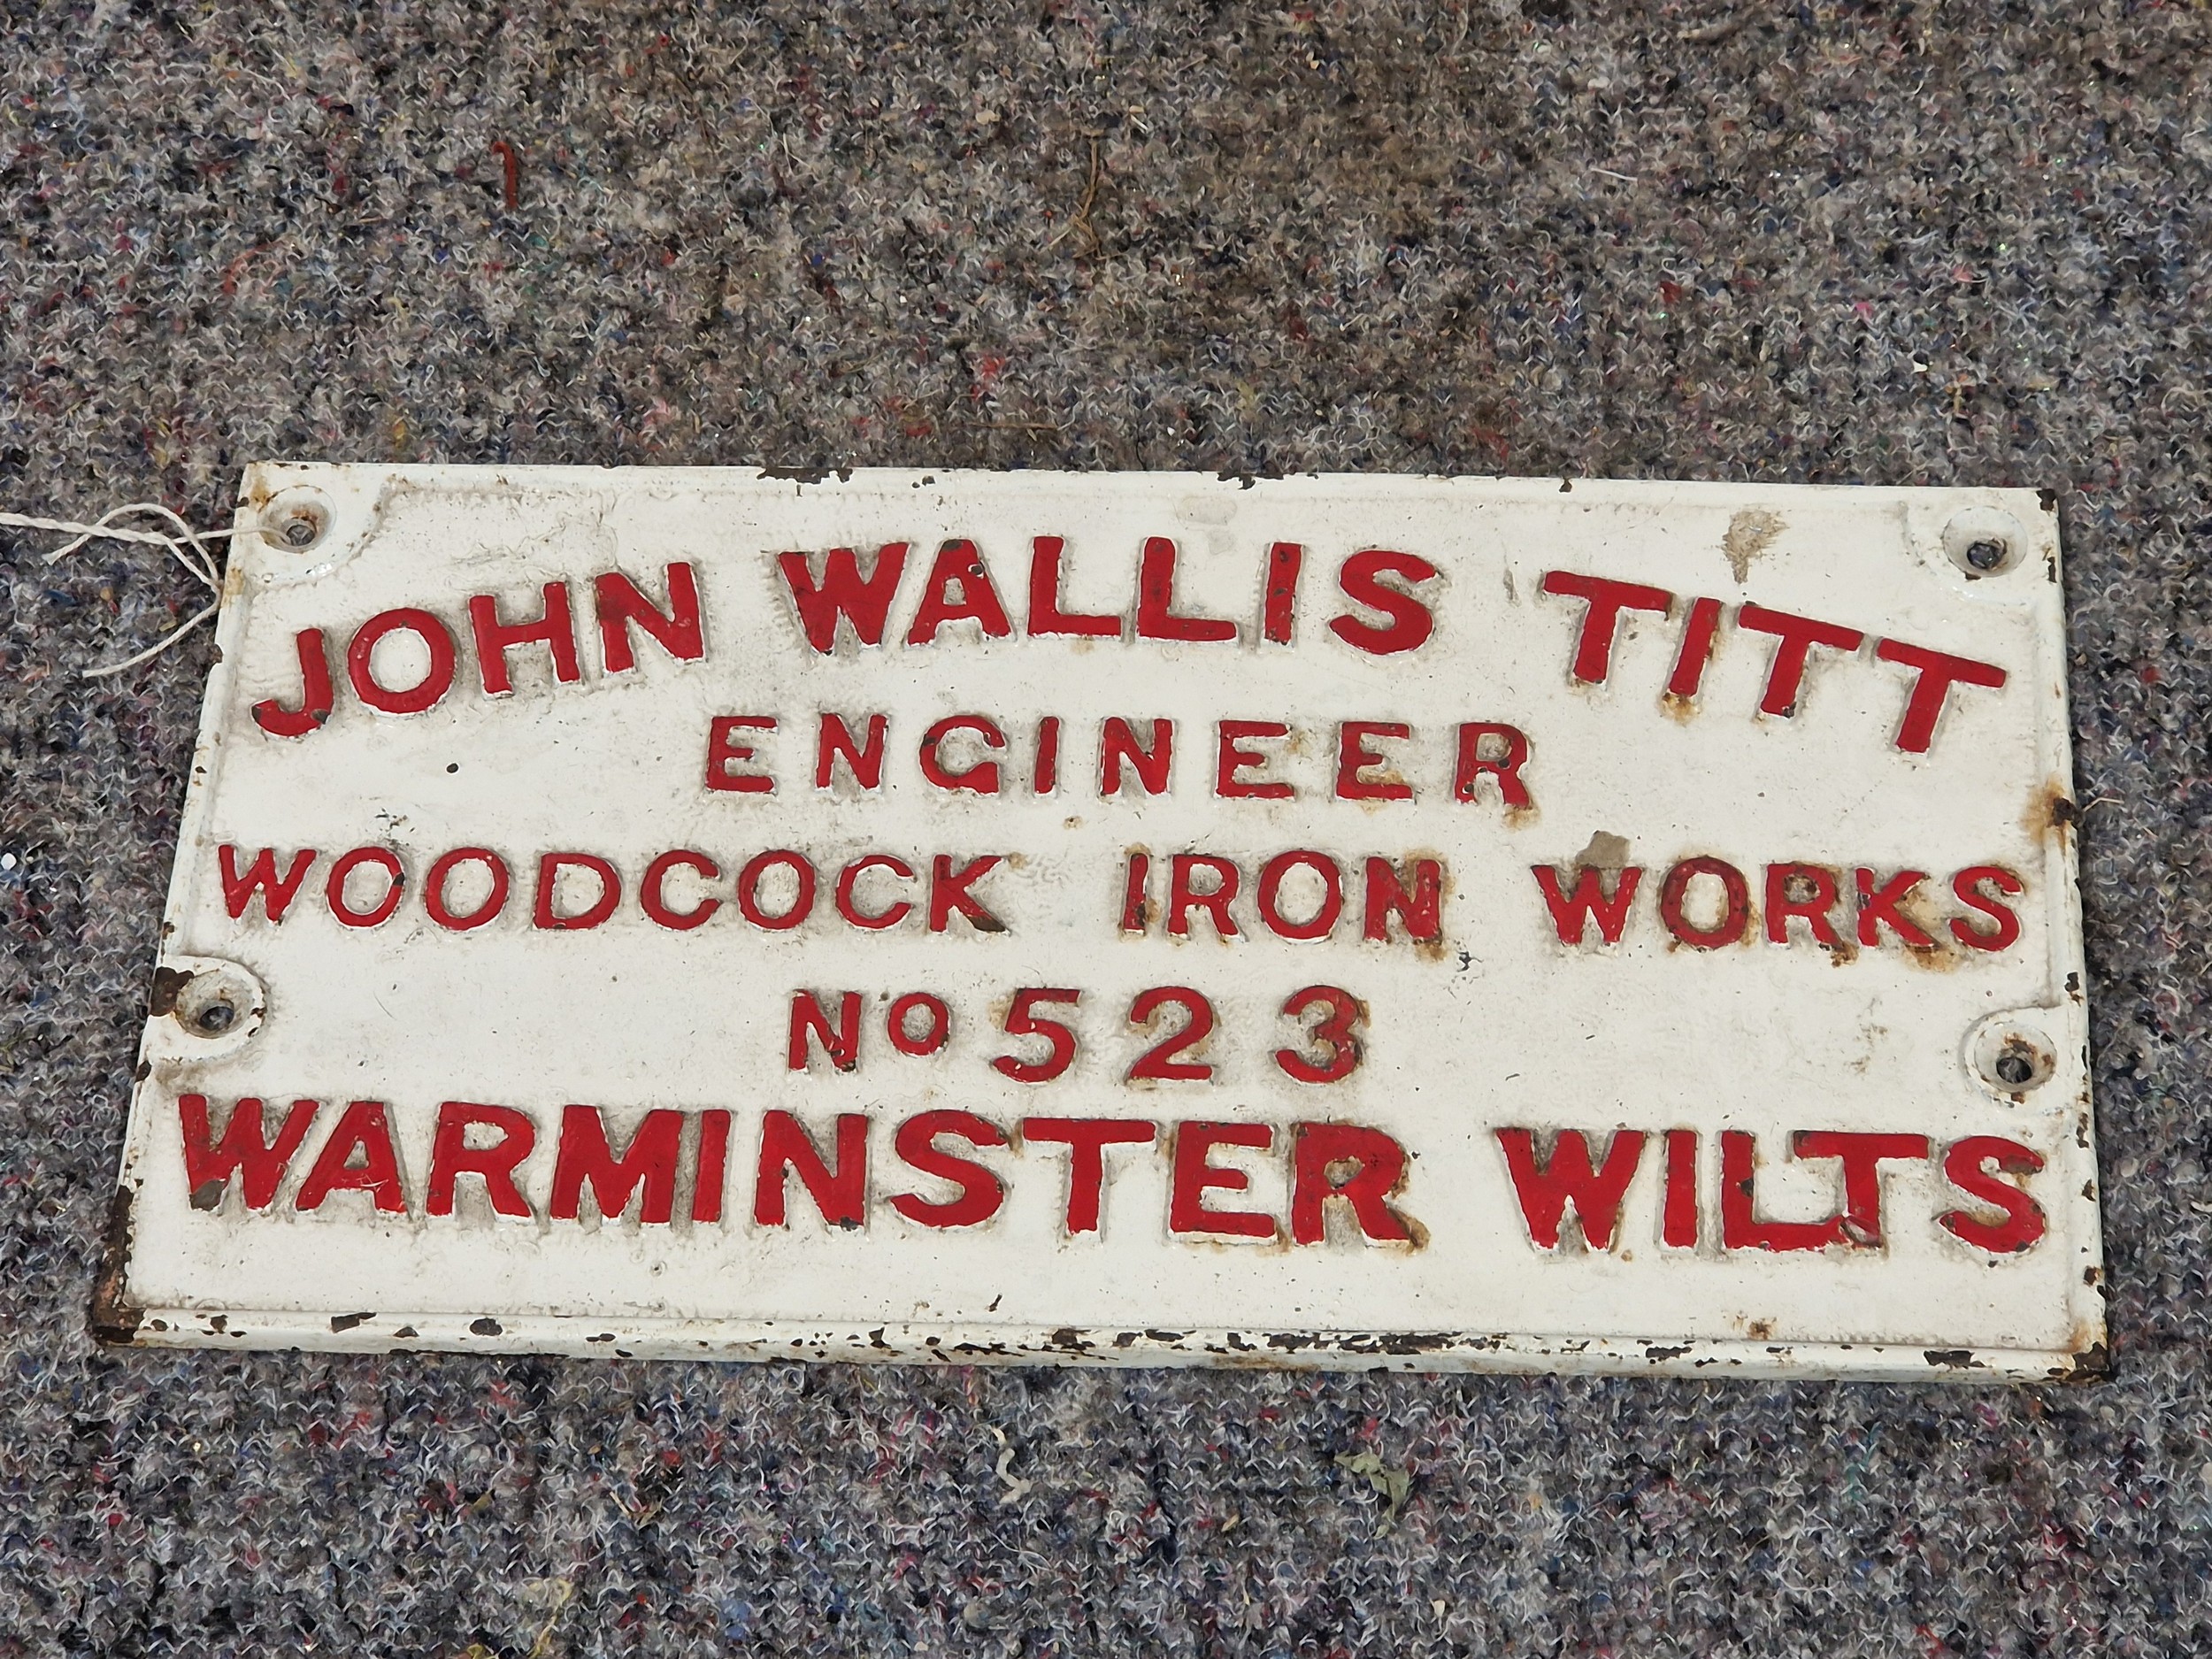 JOHN WALLIS TITT
ENGINEER
WOODCOCK IRON WORKS
No 523
WARMINSTER WILTS